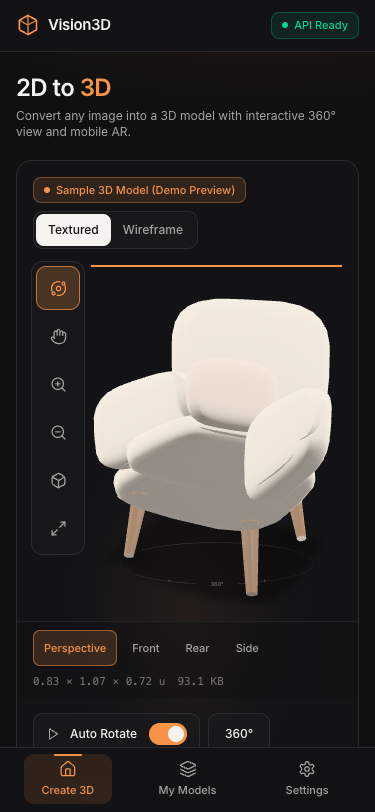 Vision3D
API Ready
2D to 3D
Convert any image into a 3D model with interactive 360°
view and mobile AR.
Sample 3D Model (Demo Preview)
Textured Wireframe
360°
Perspective Front Rear Side
0.83 × 1.07 × 0.72 u 93.1 KB
Auto Rotate 360°
Create 3D My Models Settings